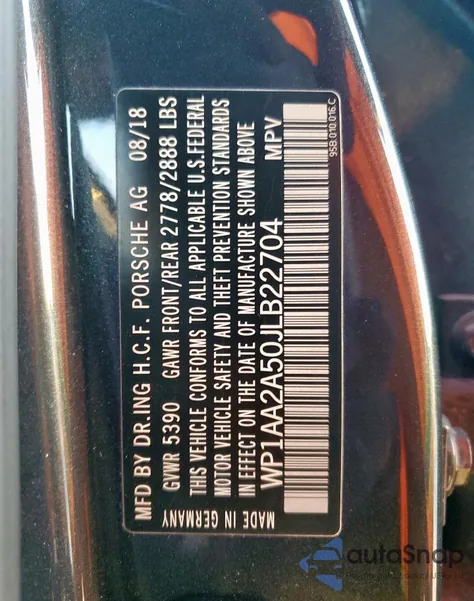 MFD BY DR.ING H.C.F. PORSCHE AG 08/18
GVWR 5390 GAWR FRONT/REAR 2778/2888 LBS
THIS VEHICLE CONFORMS TO ALL APPLICABLE U.S.FEDERAL
MOTOR VEHICLE SAFETY AND THEFT PREVENTION STANDARDS
IN EFFECT ON THE DATE OF MANUFACTURE SHOWN ABOVE
WP1AA2A50JLB22704 MPV
MADE IN GERMANY
95B.010.016.C
autoSnap